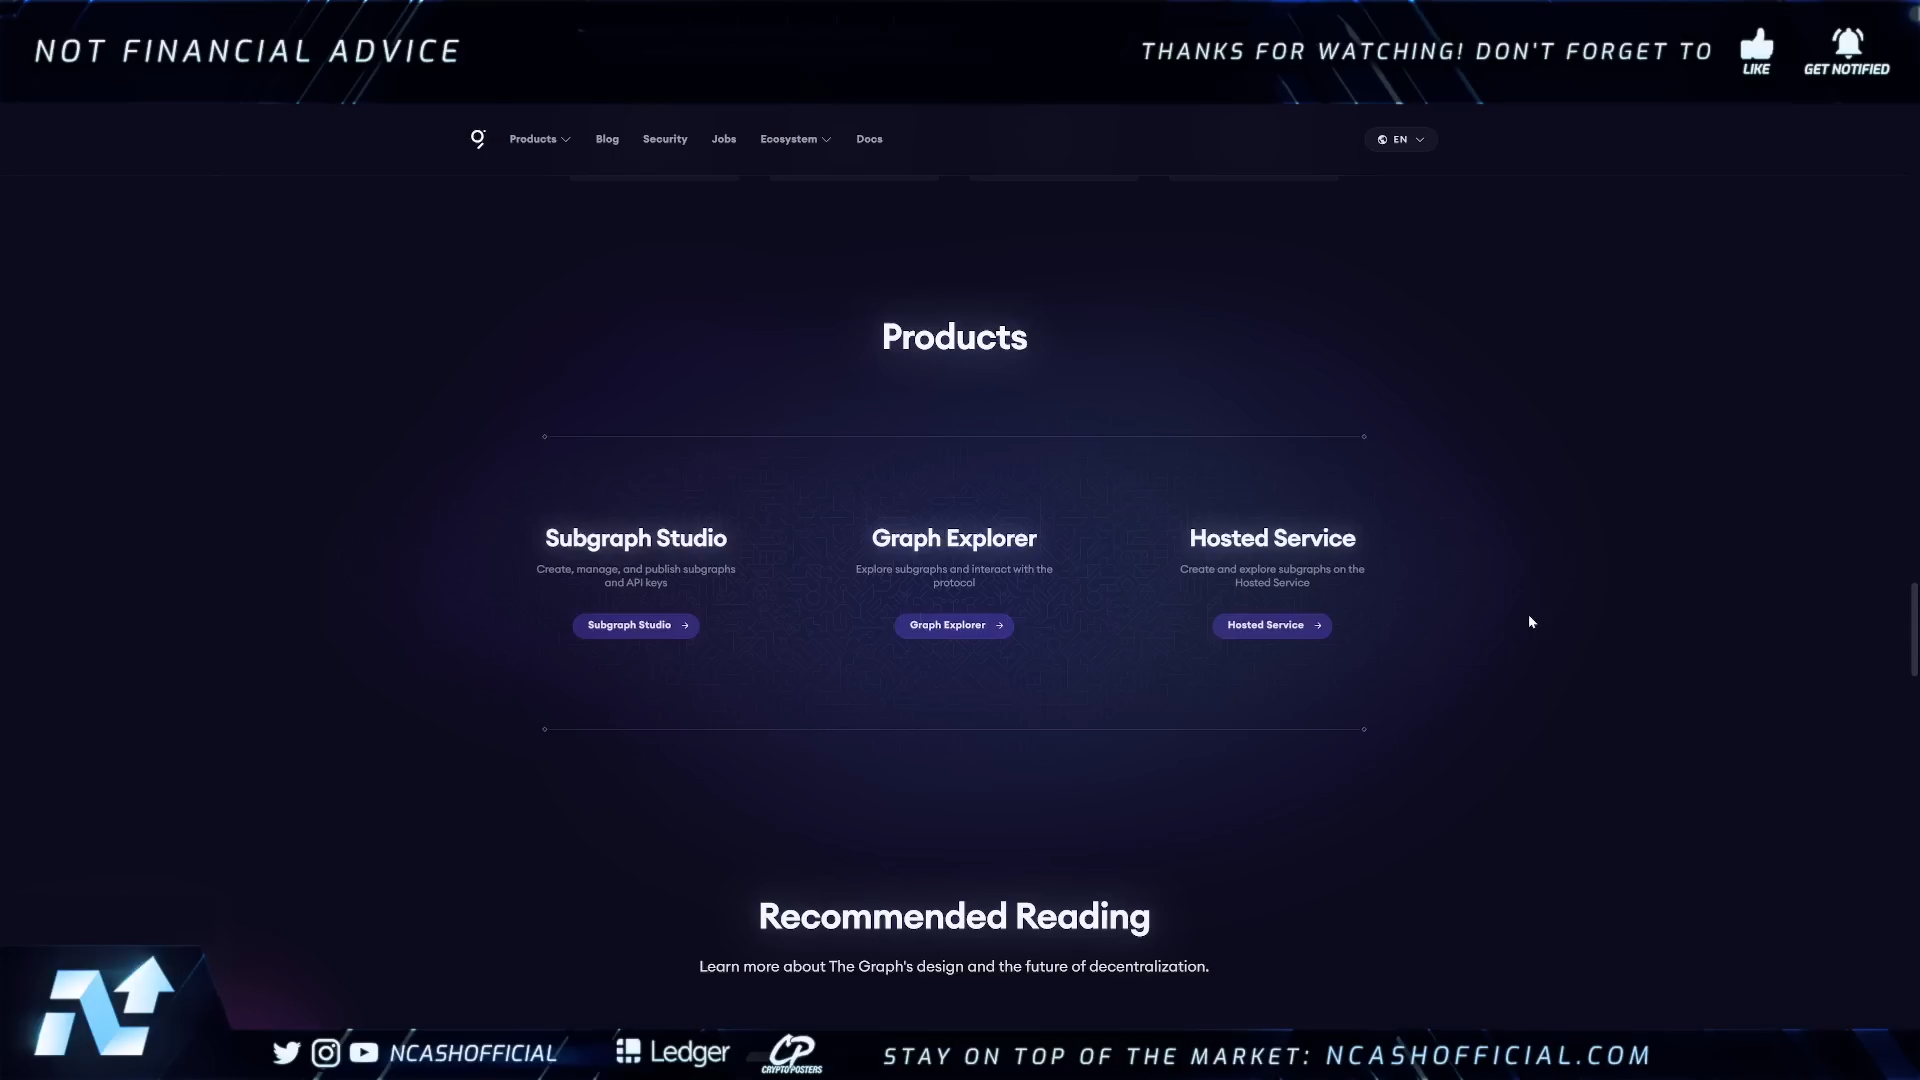 NOT FINANCIAL ADVICE
THANKS FOR WATCHING! DON'T FORGET TO
LIKE
GET NOTIFIED
Products
Blog
Security
Jobs
Ecosystem
Docs
EN
Products
Subgraph Studio
Create, manage, and publish subgraphs
and API keys
Subgraph Studio →
Graph Explorer
Explore subgraphs and interact with the
protocol
Graph Explorer →
Hosted Service
Create and explore subgraphs on the
Hosted Service
Hosted Service →
Recommended Reading
Learn more about The Graph's design and the future of decentralization.
NCASHOFFICIAL
Ledger
CP
CRYPTOPOSTERS
STAY ON TOP OF THE MARKET: NCASHOFFICIAL.COM